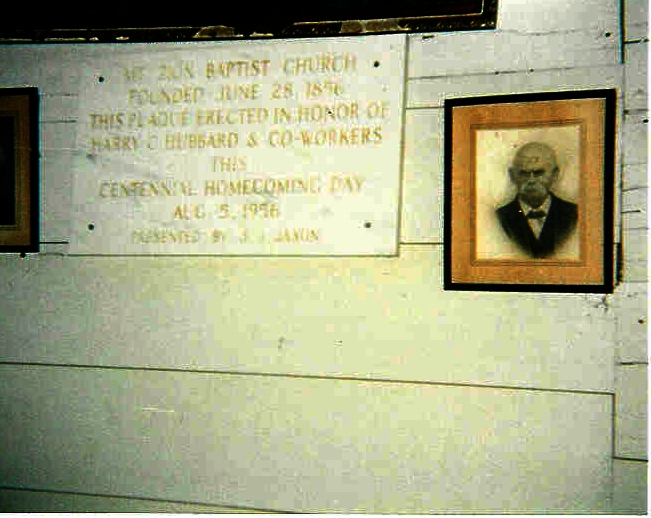 MT ZION BAPTIST CHURCH
FOUNDED JUNE 28, 1856
THIS PLAQUE ERECTED IN HONOR OF
HARRY C HUBBARD & CO-WORKERS
THIS
CENTENNIAL HOMECOMING DAY
AUG 5, 1956
PRESENTED BY